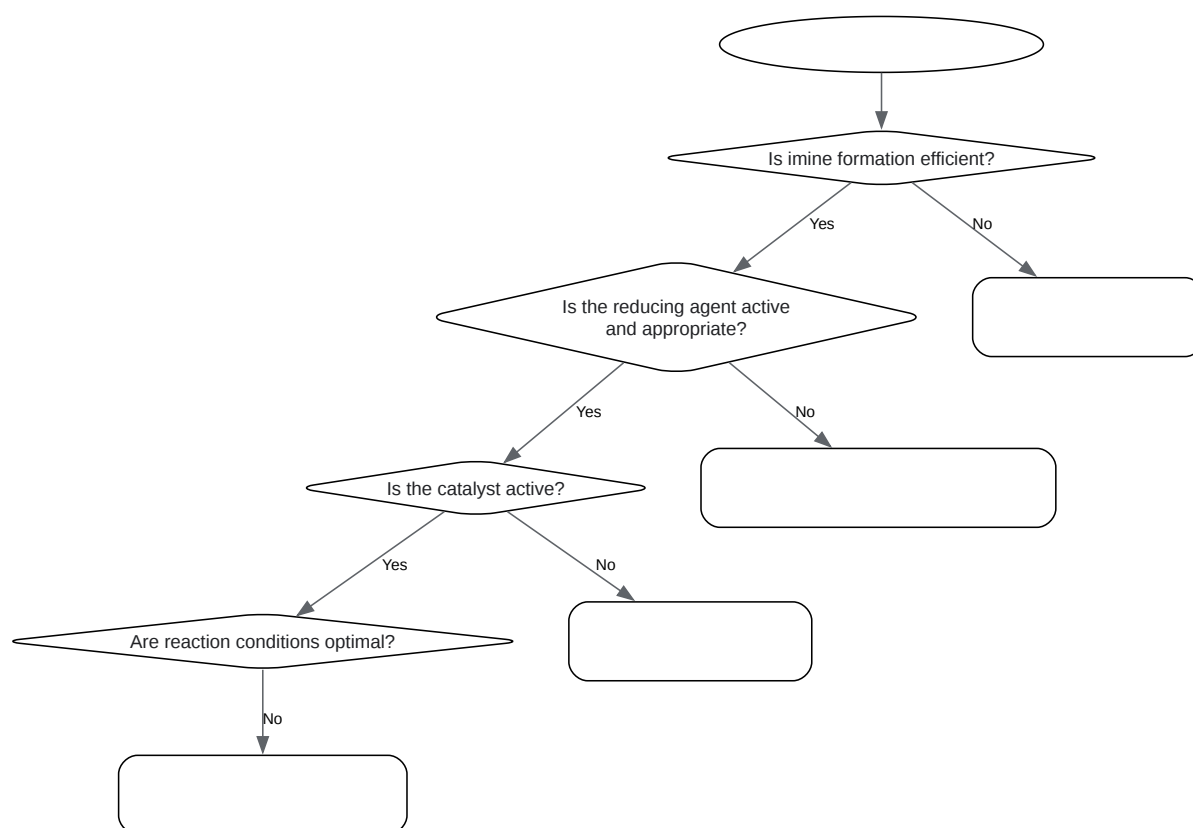 Is imine formation efficient?
Yes
No
Is the reducing agent active
and appropriate?
Yes
No
Is the catalyst active?
Yes
No
Are reaction conditions optimal?
No